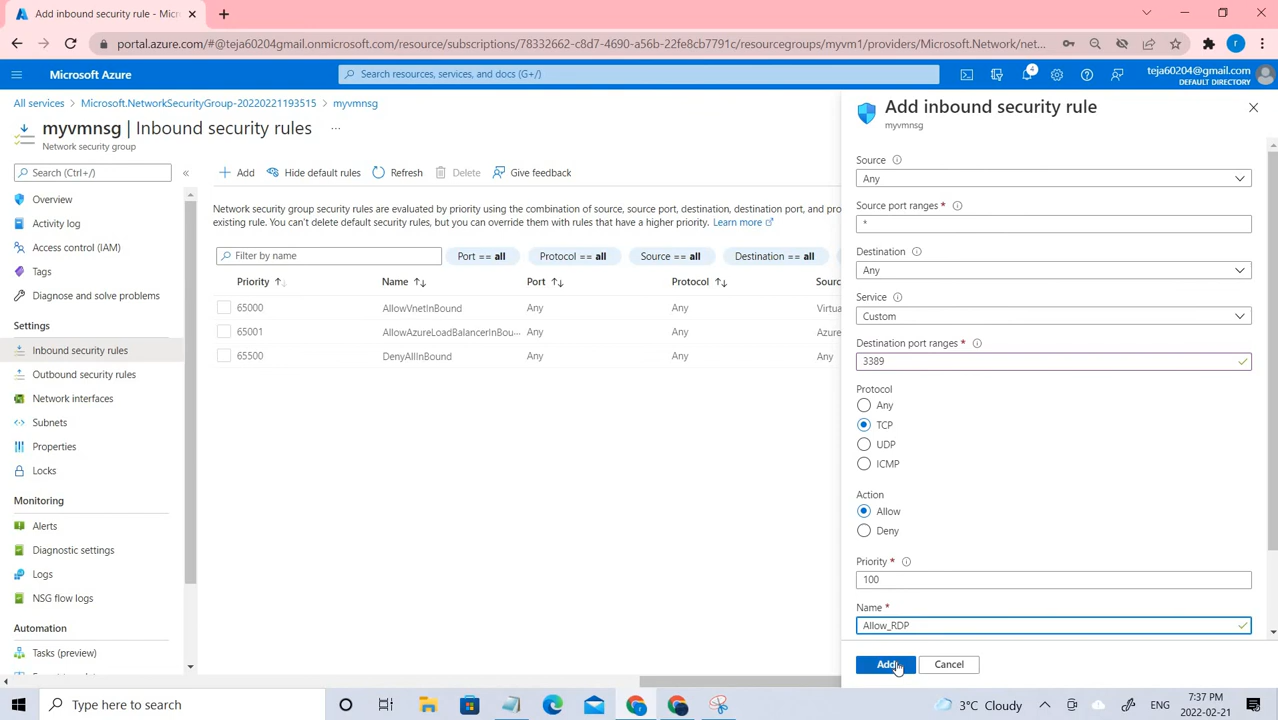 Add inbound security rule - Micr
portal.azure.com/#@teja60204gmail.onmicrosoft.com/resource/subscriptions/78332662-c8d7-4690-a56b-22fe8cb7791c/resourcegroups/myvm1/providers/Microsoft.Network/net...
Microsoft Azure
Search resources, services, and docs (G+/)
4
teja60204@gmail.com
DEFAULT DIRECTORY
All services > Microsoft.NetworkSecurityGroup-20220221193515 > myvmnsg
myvmnsg | Inbound security rules ...
Network security group
Search (Ctrl+/)
Overview
Activity log
Access control (IAM)
Tags
Diagnose and solve problems
Settings
Inbound security rules
Outbound security rules
Network interfaces
Subnets
Properties
Locks
Monitoring
Alerts
Diagnostic settings
Logs
NSG flow logs
Automation
Tasks (preview)
Add Hide default rules Refresh Delete Give feedback
Network security group security rules are evaluated by priority using the combination of source, source port, destination, destination port, and pro
existing rule. You can't delete default security rules, but you can override them with rules that have a higher priority. Learn more
Filter by name Port == all Protocol == all Source == all Destination == all
Priority Name Port Protocol Sourc
65000 AllowVnetInBound Any Any Virtua
65001 AllowAzureLoadBalancerInBou... Any Any Azure
65500 DenyAllInBound Any Any Any
Add inbound security rule
myvmnsg
Source
Any
Source port ranges *
*
Destination
Any
Service
Custom
Destination port ranges *
3389
Protocol
Any
TCP
UDP
ICMP
Action
Allow
Deny
Priority *
100
Name *
Allow_RDP
Add Cancel
Type here to search
3°C Cloudy
ENG
7:37 PM
2022-02-21